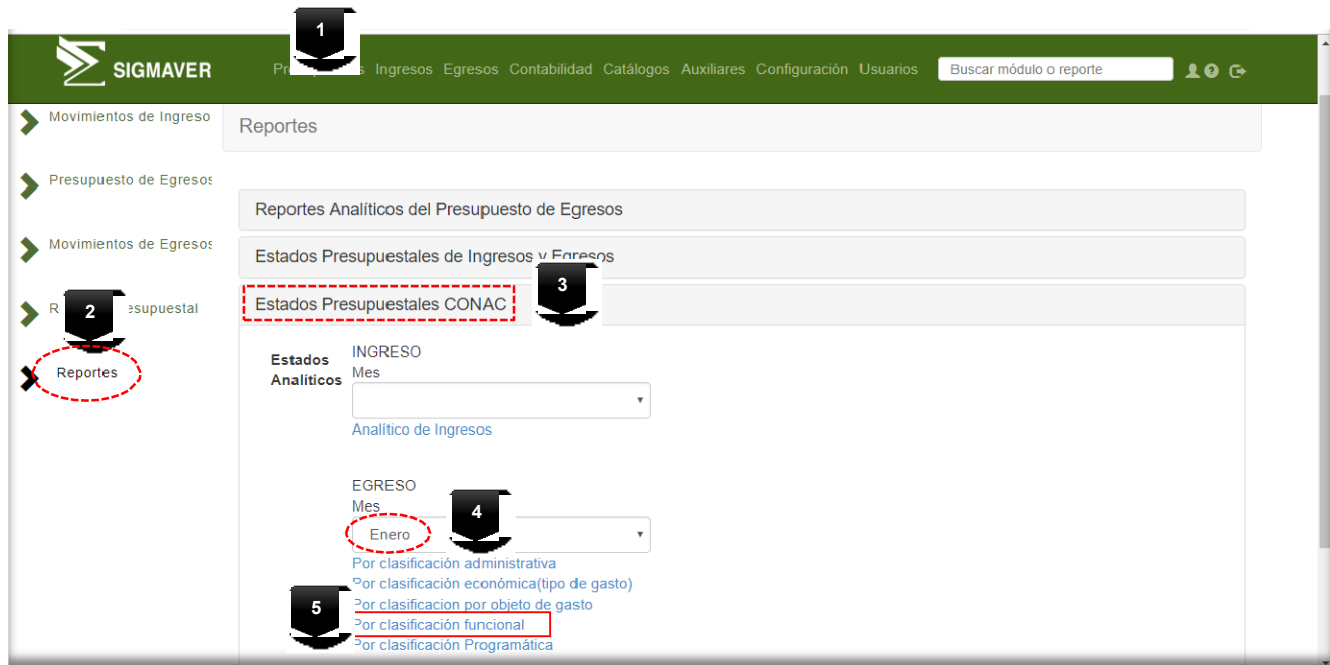 1
SIGMAVER
Ingresos Egresos Contabilidad Catálogos Auxiliares Configuración Usuarios Buscar módulo o reporte
Movimientos de Ingreso
Reportes
Presupuesto de Egresos
Reportes Analíticos del Presupuesto de Egresos
Movimientos de Egresos
Estados Presupuestales de Ingresos y Egresos
3
2
Estados Presupuestales CONAC
Reportes
Estados Analíticos
INGRESO
Mes
Analítico de Ingresos
EGRESO
Mes
4
Enero
Por clasificación administrativa
Por clasificación económica(tipo de gasto)
5
Por clasificacion por objeto de gasto
Por clasificación funcional
Por clasificación Programática